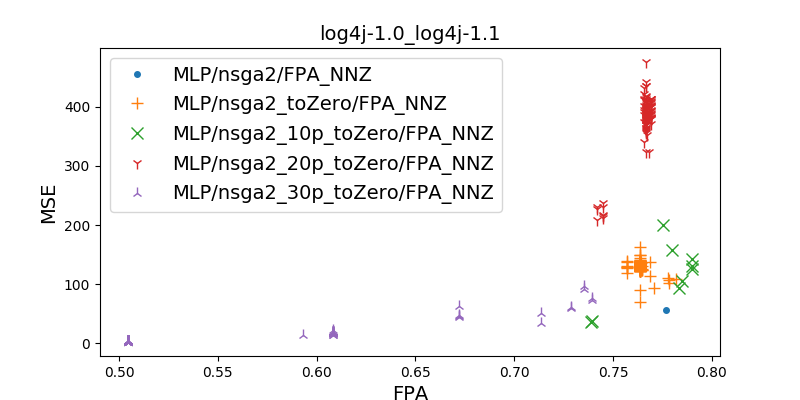 log4j-1.0_log4j-1.1
MLP/nsga2/FPA_NNZ
MLP/nsga2_toZero/FPA_NNZ
MLP/nsga2_10p_toZero/FPA_NNZ
MLP/nsga2_20p_toZero/FPA_NNZ
MLP/nsga2_30p_toZero/FPA_NNZ
MSE
400
300
200
100
0
0.50 0.55 0.60 0.65 0.70 0.75 0.80
FPA